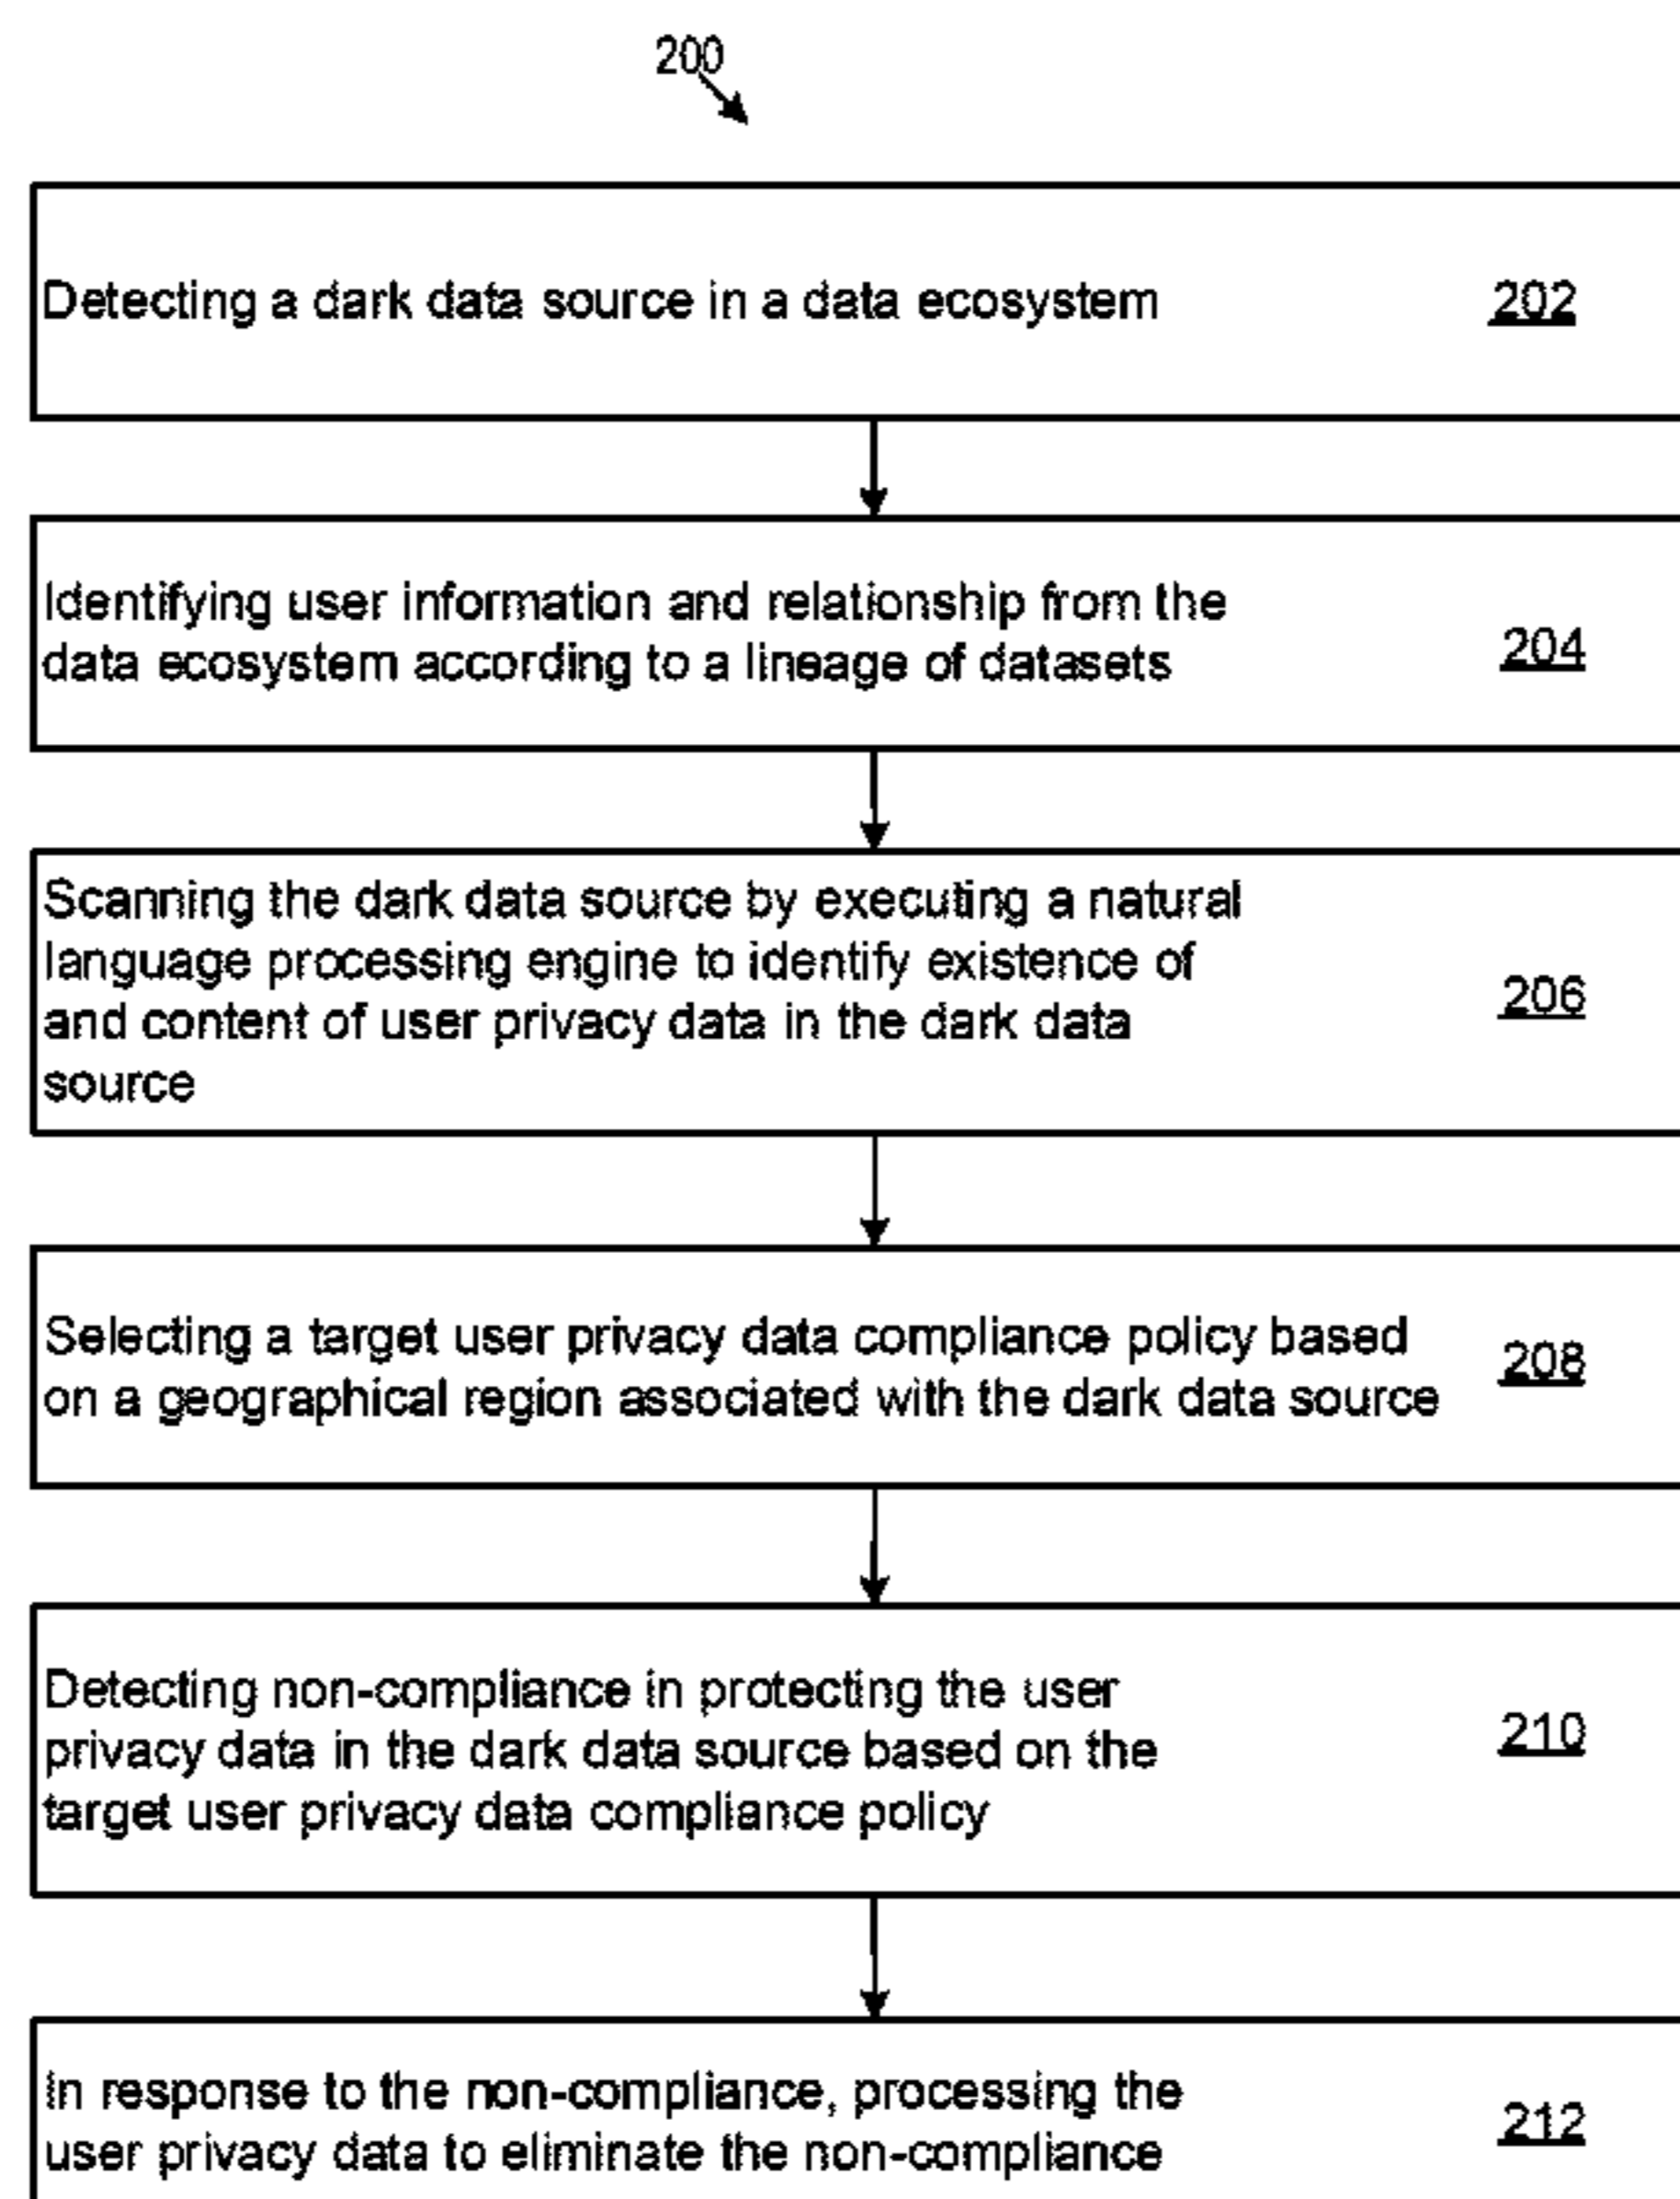 200
Detecting a dark data source in a data ecosystem 202
Identifying user information and relationship from the
data ecosystem according to a lineage of datasets 204
Scanning the dark data source by executing a natural
language processing engine to identify existence of
and content of user privacy data in the dark data
source 206
Selecting a target user privacy data compliance policy based
on a geographical region associated with the dark data source 208
Detecting non-compliance in protecting the user
privacy data in the dark data source based on the
target user privacy data compliance policy 210
In response to the non-compliance, processing the
user privacy data to eliminate the non-compliance 212